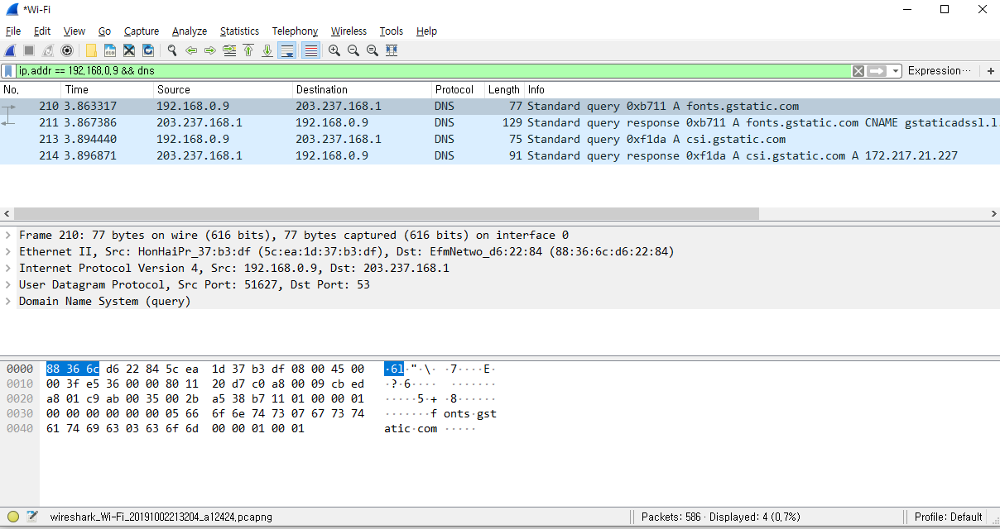 *Wi-Fi
File Edit View Go Capture Analyze Statistics Telephony Wireless Tools Help
ip.addr == 192.168.0.9 && dns Expression… +
No. Time Source Destination Protocol Length Info
210 3.863317 192.168.0.9 203.237.168.1 DNS 77 Standard query 0xb711 A fonts.gstatic.com
211 3.867386 203.237.168.1 192.168.0.9 DNS 129 Standard query response 0xb711 A fonts.gstatic.com CNAME gstaticadssl.l.
213 3.894440 192.168.0.9 203.237.168.1 DNS 75 Standard query 0xf1da A csi.gstatic.com
214 3.896871 203.237.168.1 192.168.0.9 DNS 91 Standard query response 0xf1da A csi.gstatic.com A 172.217.21.227
Frame 210: 77 bytes on wire (616 bits), 77 bytes captured (616 bits) on interface 0
Ethernet II, Src: HonHaiPr_37:b3:df (5c:ea:1d:37:b3:df), Dst: EfmNetwo_d6:22:84 (88:36:6c:d6:22:84)
Internet Protocol Version 4, Src: 192.168.0.9, Dst: 203.237.168.1
User Datagram Protocol, Src Port: 51627, Dst Port: 53
Domain Name System (query)
0000 88 36 6c d6 22 84 5c ea 1d 37 b3 df 08 00 45 00 ·6l·"·\· ·7····E·
0010 00 3f e5 36 00 00 80 11 20 d7 c0 a8 00 09 cb ed ·?·6···· ········
0020 a8 01 c9 ab 00 35 00 2b a5 38 b7 11 01 00 00 01 ·····5·+ ·8······
0030 00 00 00 00 00 00 05 66 6f 6e 74 73 07 67 73 74 ·······f onts·gst
0040 61 74 69 63 03 63 6f 6d 00 00 01 00 01 atic·com ·····
wireshark_Wi-Fi_20191002213204_a12424.pcapng Packets: 586 · Displayed: 4 (0.7%) Profile: Default